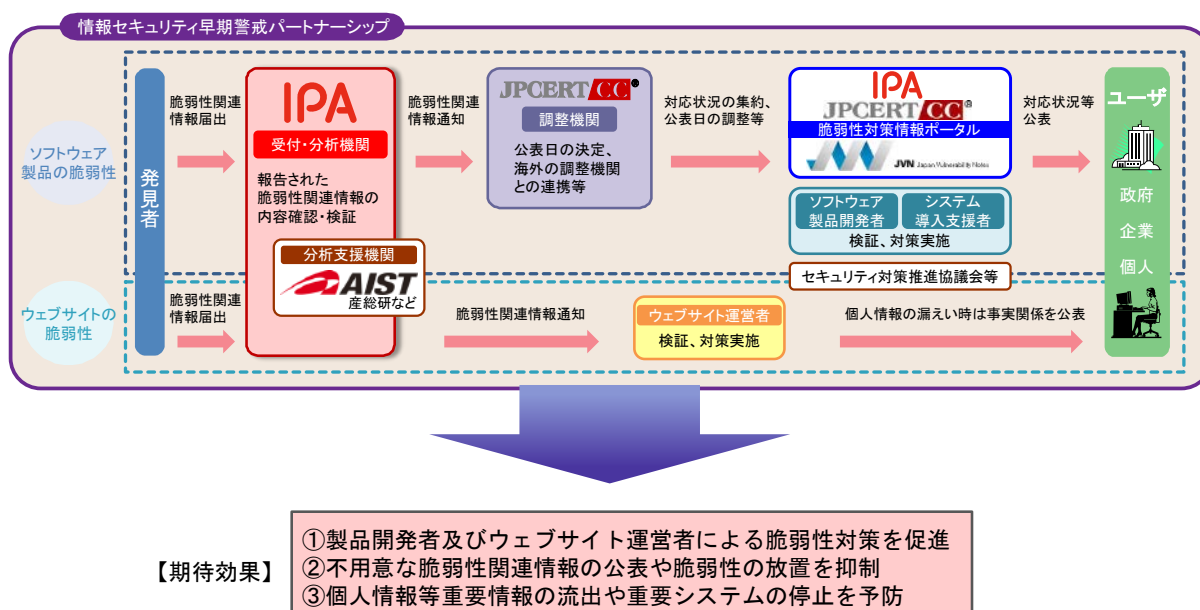 情報セキュリティ早期警戒パートナーシップ
ソフトウェア
製品の脆弱性
発見者
脆弱性関連
情報届出
IPA
受付・分析機関
報告された
脆弱性関連情報の
内容確認・検証
分析支援機関
AIST
産総研など
脆弱性関連
情報通知
JPCERT CC®
調整機関
公表日の決定、
海外の調整機関
との連携等
対応状況の集約、
公表日の調整等
IPA
JPCERT CC®
脆弱性対策情報ポータル
JVN Japan Vulnerability Notes
ソフトウェア
製品開発者
システム
導入支援者
検証、対策実施
セキュリティ対策推進協議会等
対応状況等
公表
ユーザ
政府
企業
個人
ウェブサイトの
脆弱性
脆弱性関連
情報届出
脆弱性関連情報通知
ウェブサイト運営者
検証、対策実施
個人情報の漏えい時は事実関係を公表
【期待効果】
①製品開発者及びウェブサイト運営者による脆弱性対策を促進
②不用意な脆弱性関連情報の公表や脆弱性の放置を抑制
③個人情報等重要情報の流出や重要システムの停止を予防